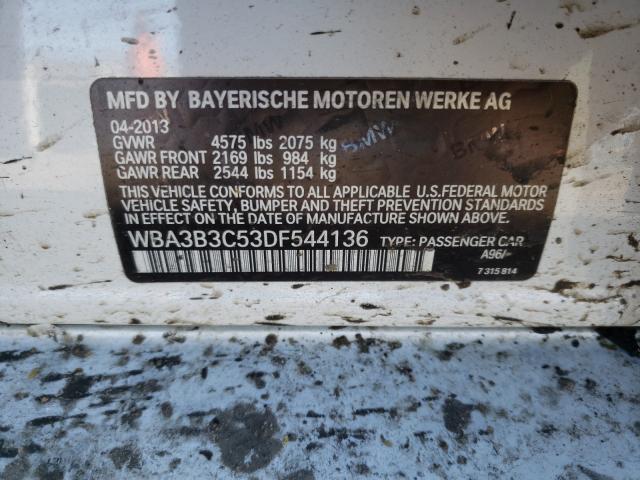 MFD BY BAYERISCHE MOTOREN WERKE AG
04-2013
GVWR 4575 lbs 2075 kg
GAWR FRONT 2169 lbs 984 kg
GAWR REAR 2544 lbs 1154 kg
THIS VEHICLE CONFORMS TO ALL APPLICABLE U.S.FEDERAL MOTOR
VEHICLE SAFETY, BUMPER AND THEFT PREVENTION STANDARDS
IN EFFECT ON THE DATE OF MANUFACTURE SHOWN ABOVE.
WBA3B3C53DF544136 TYPE: PASSENGER CAR
A96/-
7 315 814
BMW